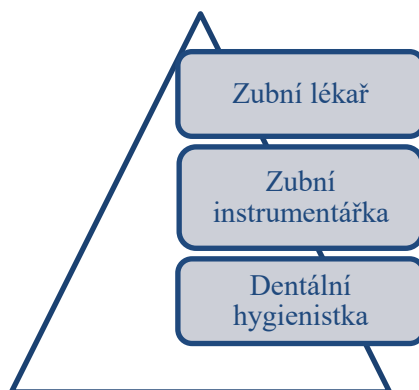 Zubní lékař
Zubní
instrumentářka
Dentální
hygienistka